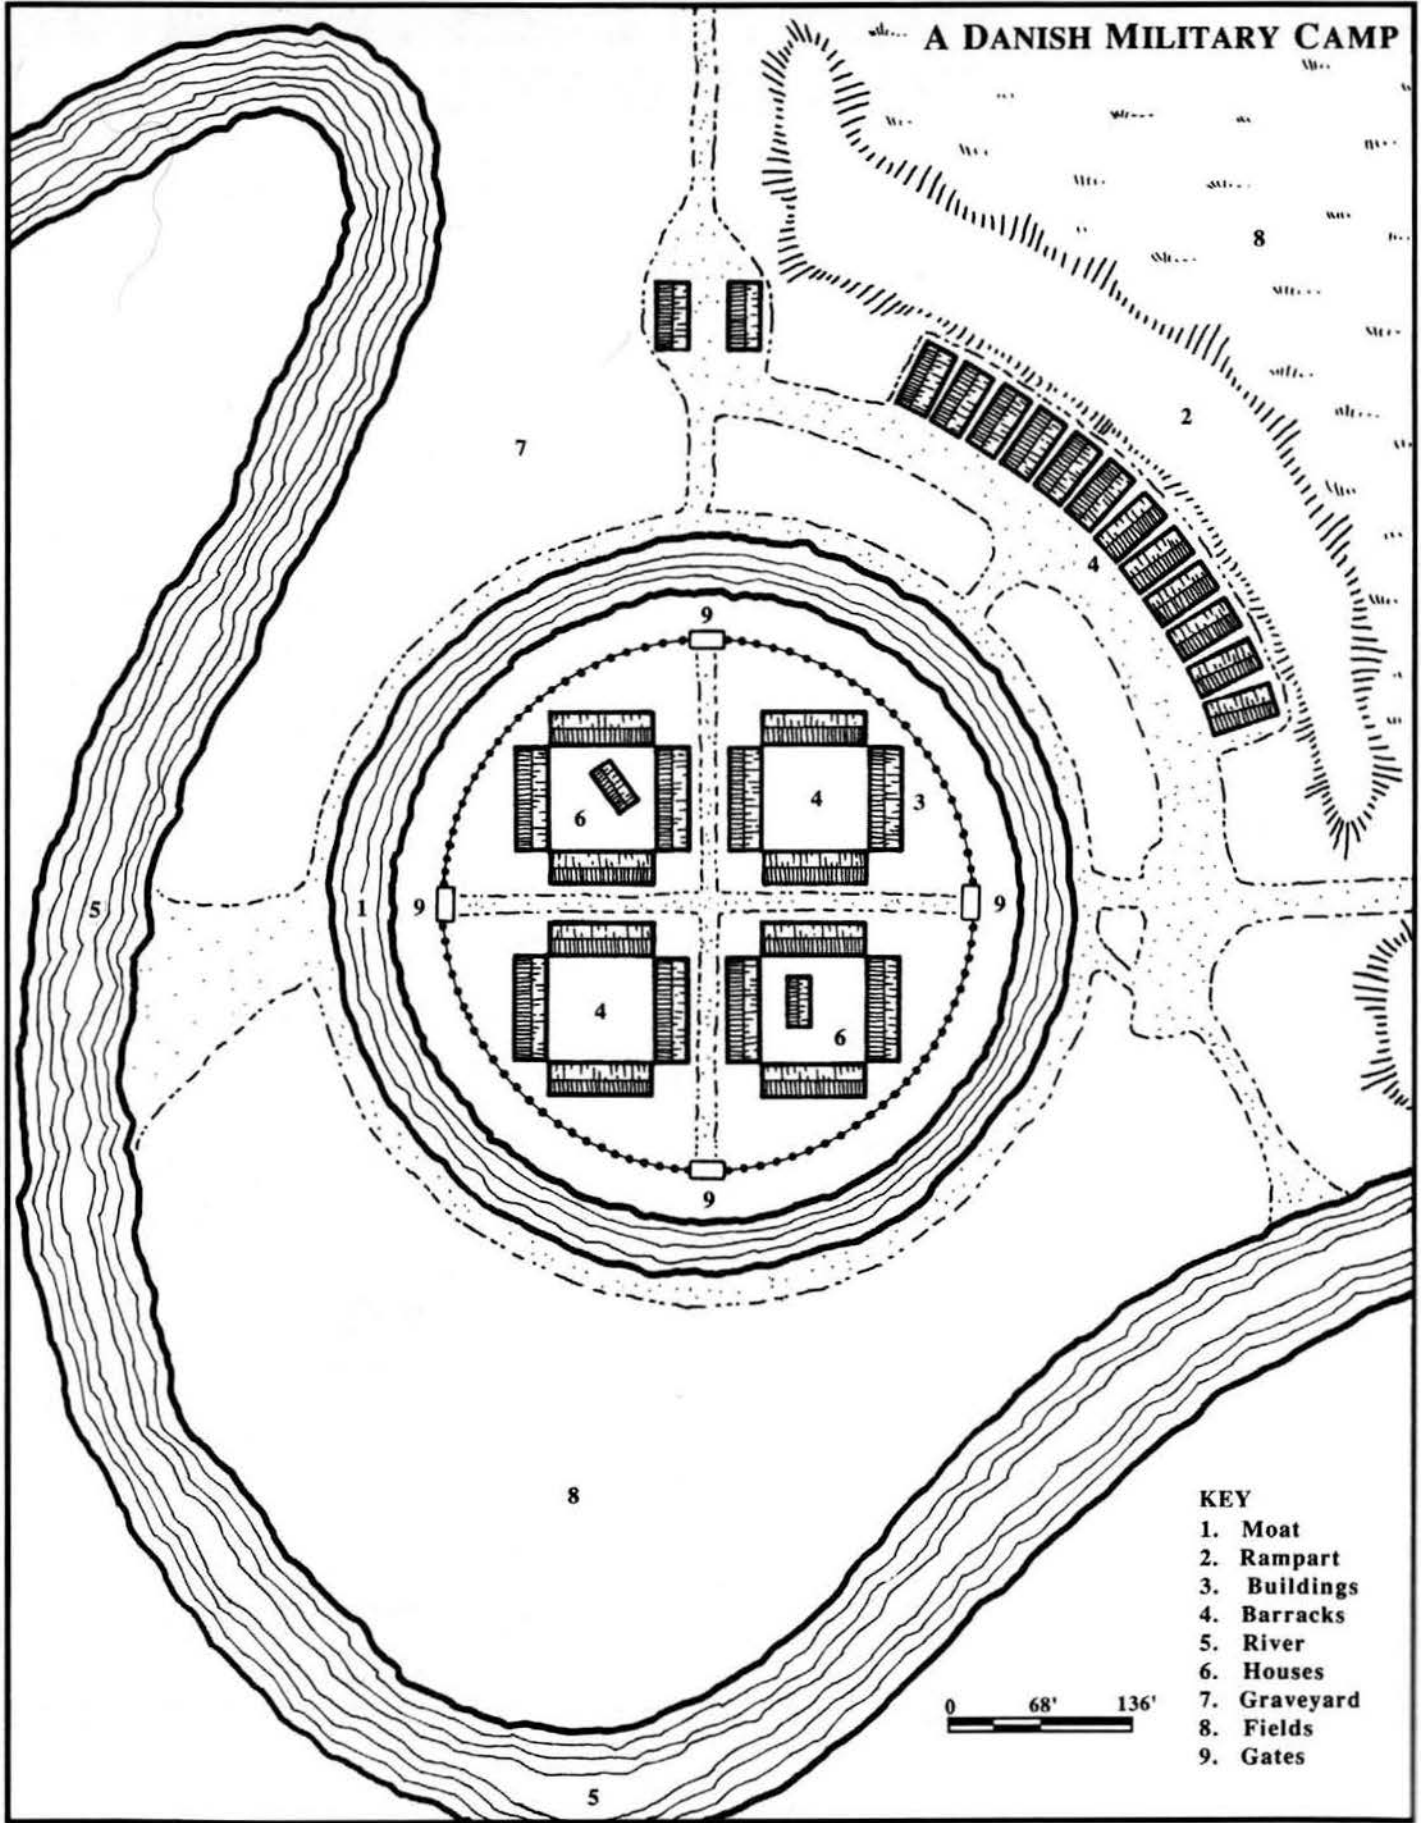 A DANISH MILITARY CAMP
8
2
7
4
9
6
4
3
5
1
9
9
4
6
9
8
5
KEY
1. Moat
2. Rampart
3. Buildings
4. Barracks
5. River
6. Houses
7. Graveyard
8. Fields
9. Gates
0 68' 136'